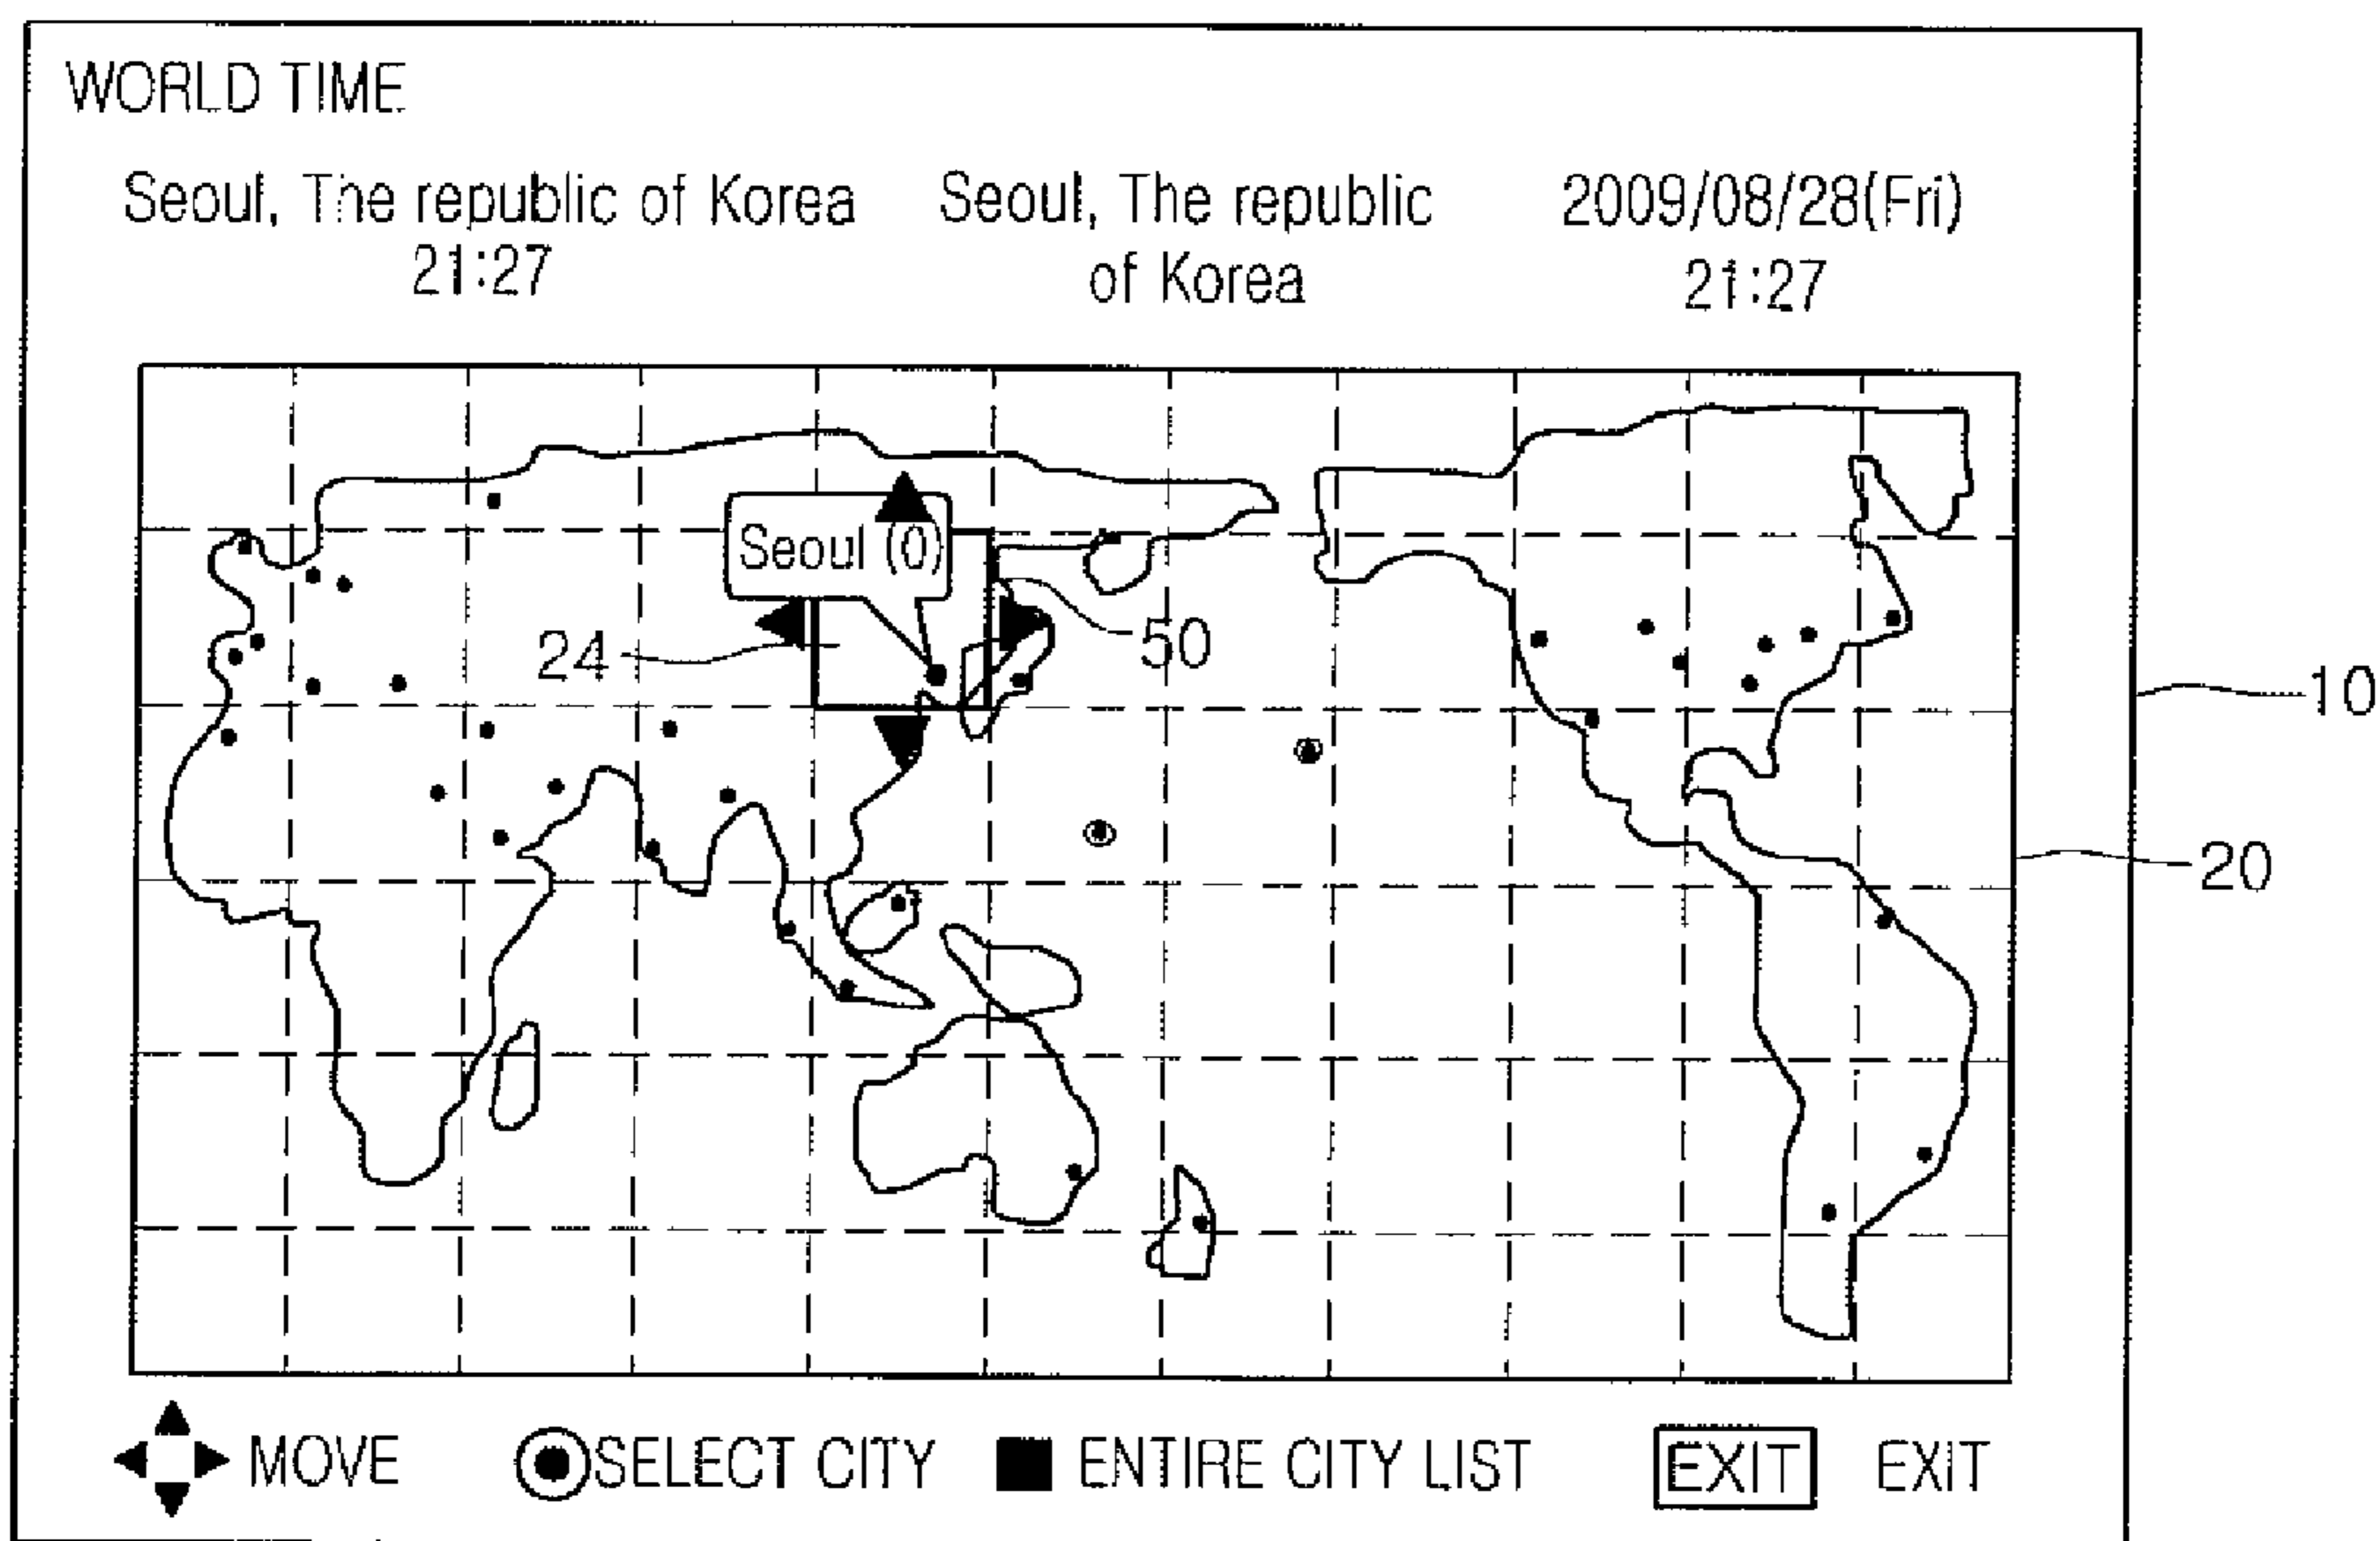 WORLD TIME
Seoul, The republic of Korea
21:27
Seoul, The republic
of Korea
2009/08/28(Fri)
21:27
Seoul (0)
24
50
10
20
MOVE
SELECT CITY
ENTIRE CITY LIST
EXIT
EXIT